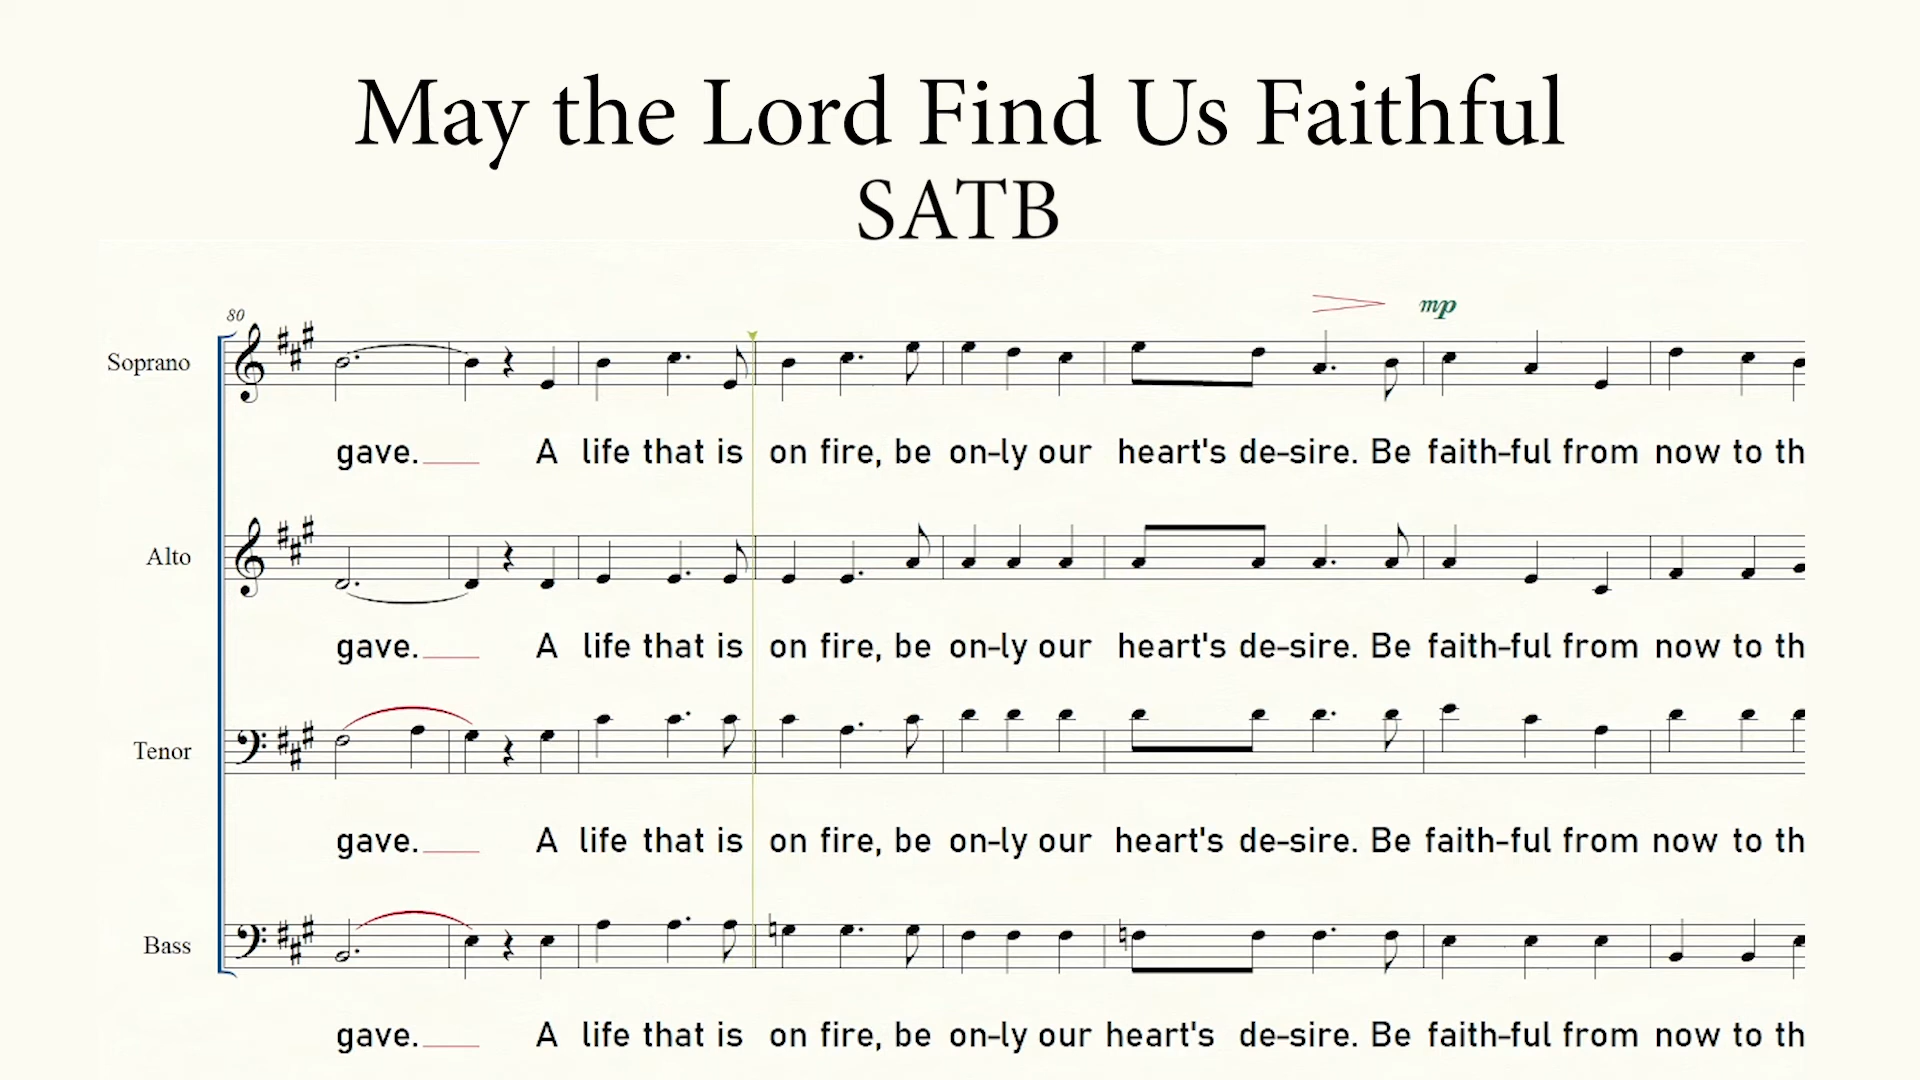 May the Lord Find Us Faithful
SATB
80
mp
Soprano
gave.____ A life that is on fire, be on-ly our heart's de-sire. Be faith-ful from now to th
Alto
gave.____ A life that is on fire, be on-ly our heart's de-sire. Be faith-ful from now to th
Tenor
gave.____ A life that is on fire, be on-ly our heart's de-sire. Be faith-ful from now to th
Bass
gave.____ A life that is on fire, be on-ly our heart's de-sire. Be faith-ful from now to th